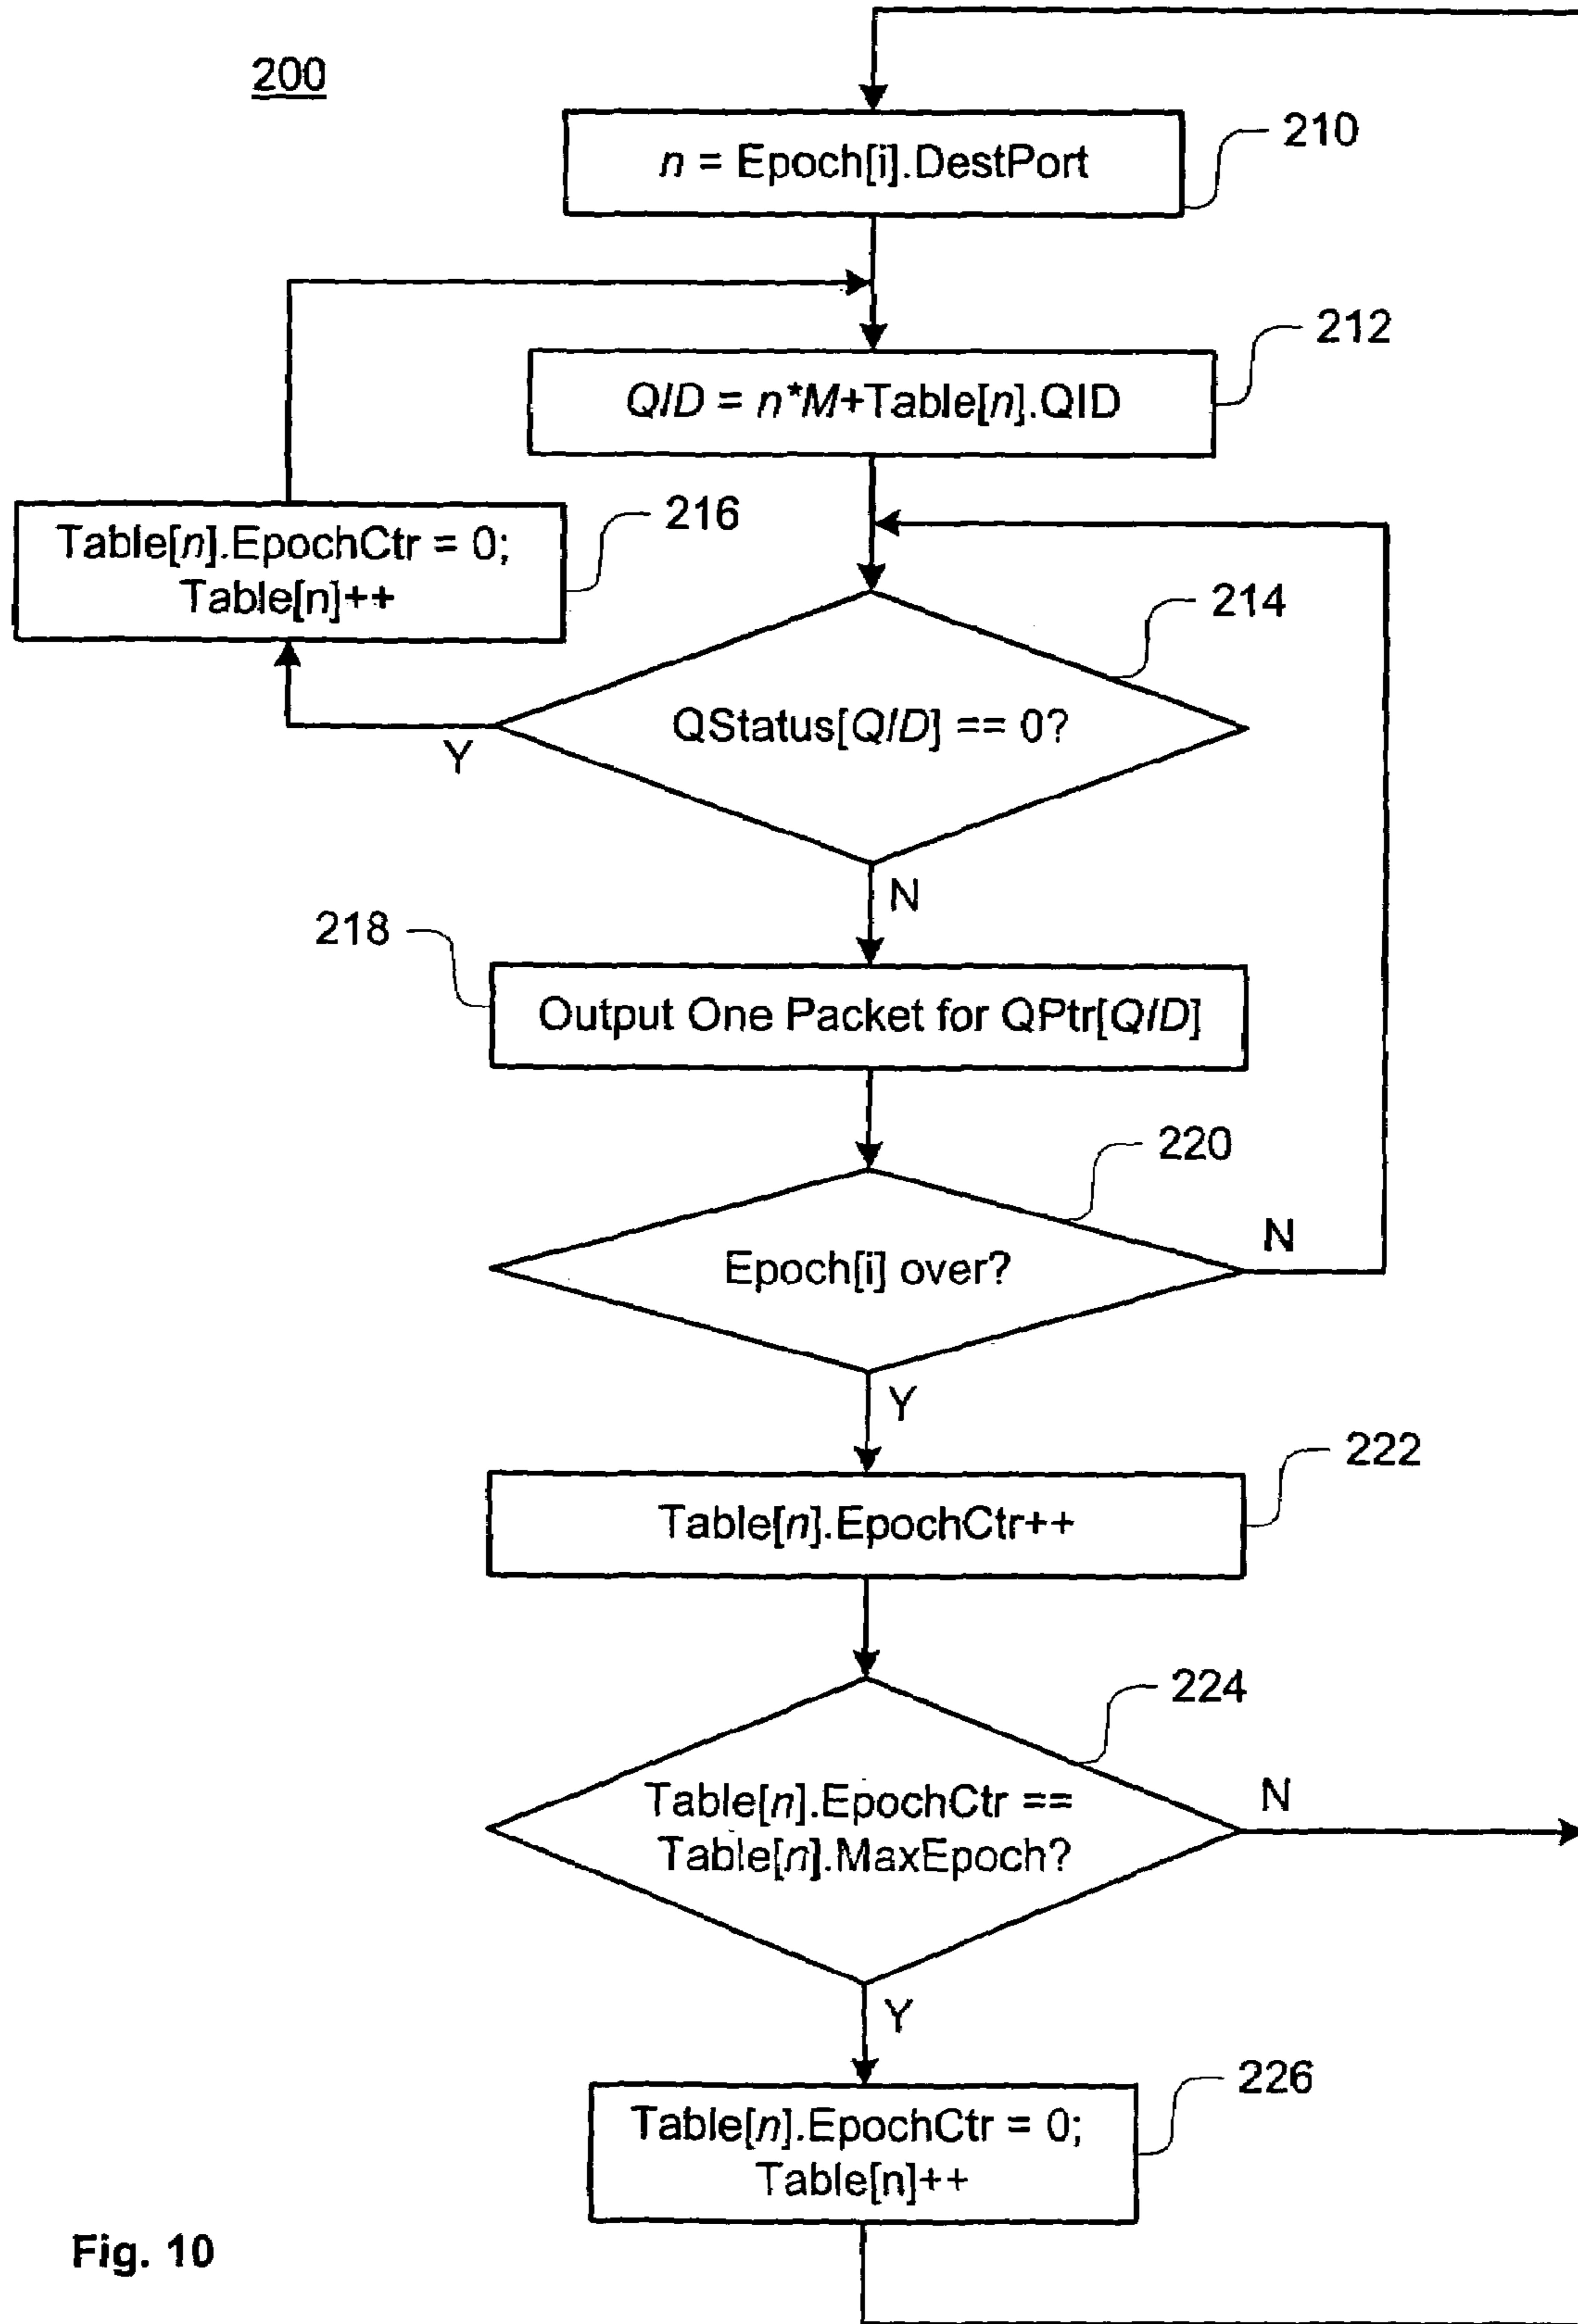 200
n = Epoch[i].DestPort
210
QID = n*M+Table[n].QID
212
Table[n].EpochCtr = 0;
Table[n]++
216
214
QStatus[QID] == 0?
Y
N
218
Output One Packet for QPtr[QID]
220
Epoch[i] over?
N
Y
222
Table[n].EpochCtr++
224
Table[n].EpochCtr ==
Table[n].MaxEpoch?
N
Y
226
Table[n].EpochCtr = 0;
Table[n]++
Fig. 10